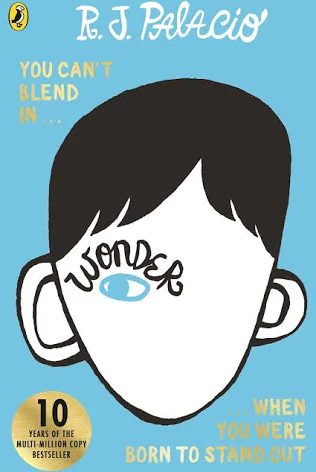 R. J. PALACIO
YOU CAN'T
BLEND
IN...
WONDER
...WHEN
YOU WERE
BORN TO STAND OUT
10
YEARS OF THE
MULTI-MILLION COPY
BESTSELLER